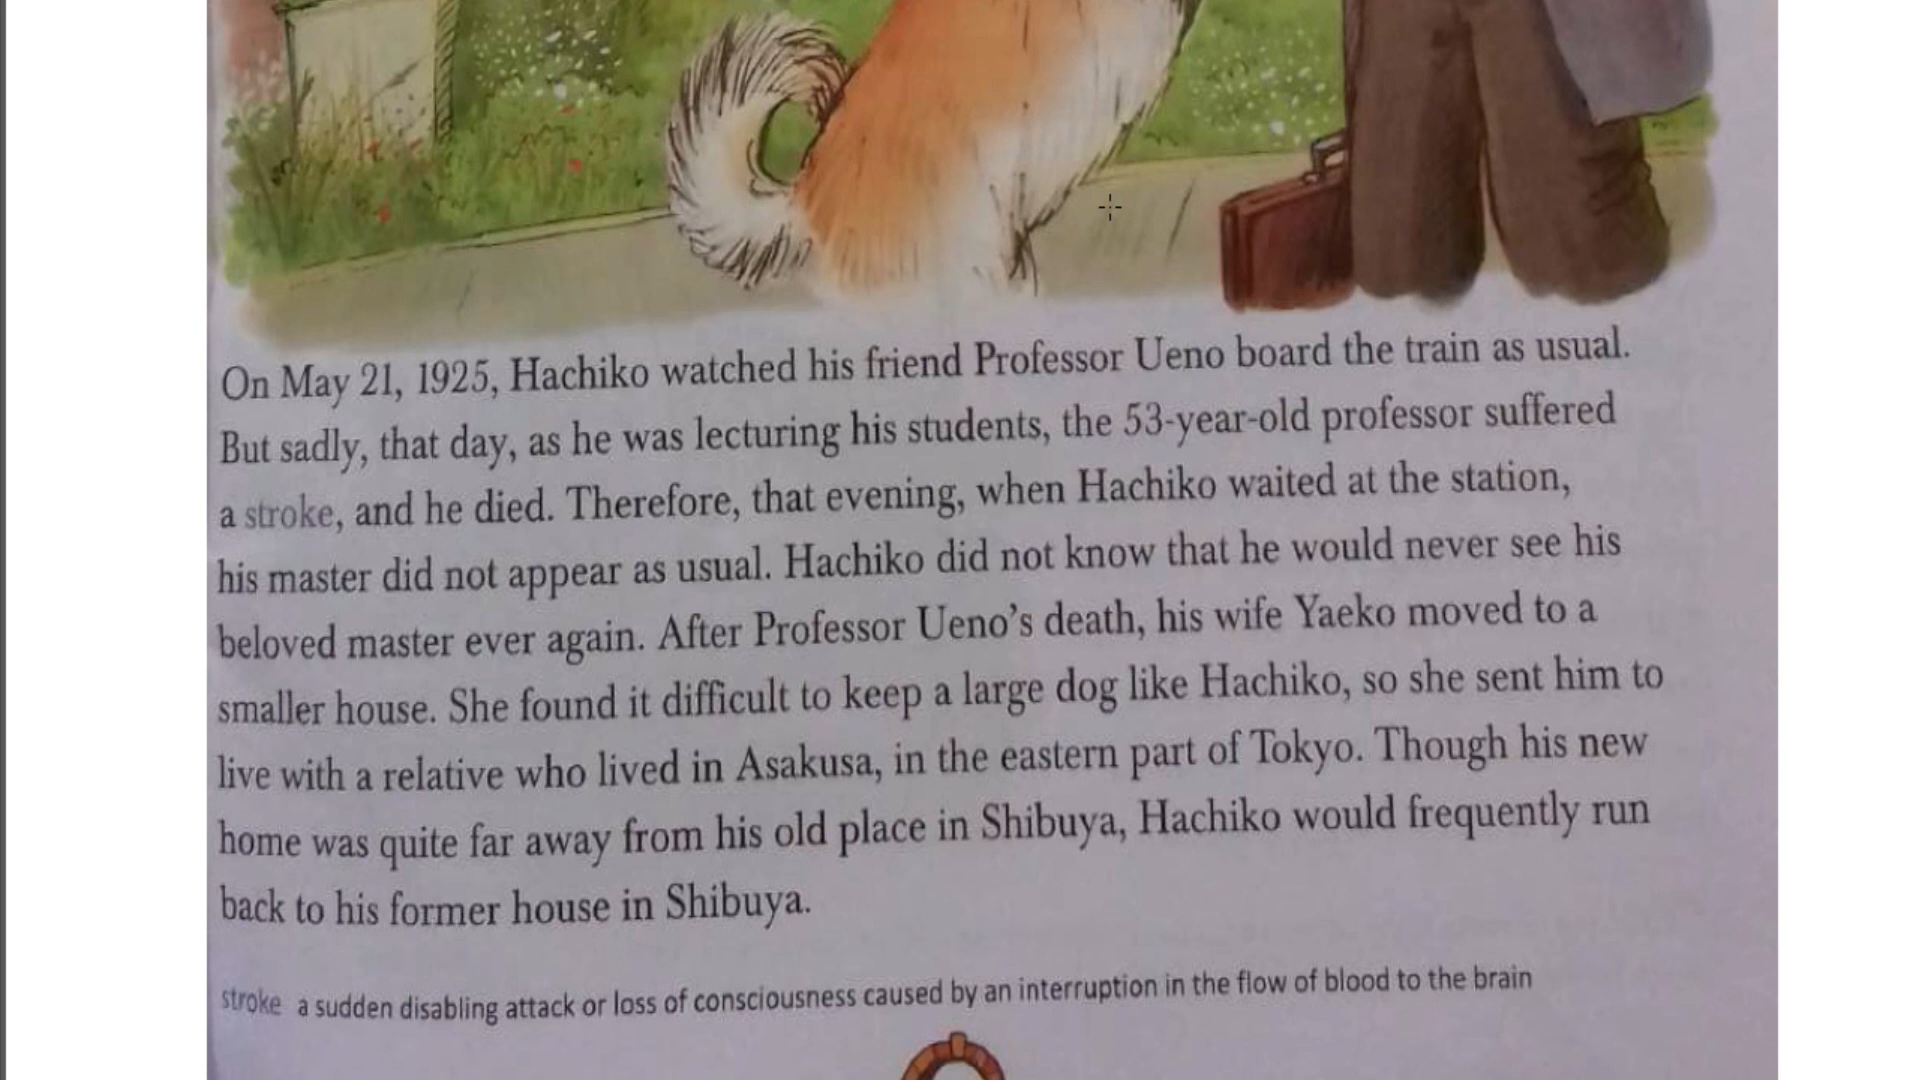 On May 21, 1925, Hachiko watched his friend Professor Ueno board the train as usual.
But sadly, that day, as he was lecturing his students, the 53-year-old professor suffered
a stroke, and he died. Therefore, that evening, when Hachiko waited at the station,
his master did not appear as usual. Hachiko did not know that he would never see his
beloved master ever again. After Professor Ueno’s death, his wife Yaeko moved to a
smaller house. She found it difficult to keep a large dog like Hachiko, so she sent him to
live with a relative who lived in Asakusa, in the eastern part of Tokyo. Though his new
home was quite far away from his old place in Shibuya, Hachiko would frequently run
back to his former house in Shibuya.
stroke a sudden disabling attack or loss of consciousness caused by an interruption in the flow of blood to the brain